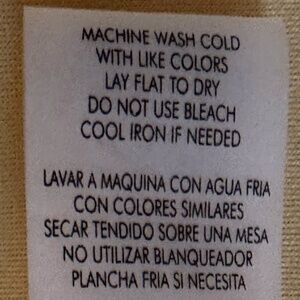 MACHINE WASH COLD
WITH LIKE COLORS
LAY FLAT TO DRY
DO NOT USE BLEACH
COOL IRON IF NEEDED
LAVAR A MAQUINA CON AGUA FRIA
CON COLORES SIMILARES
SECAR TENDIDO SOBRE UNA MESA
NO UTILIZAR BLANQUEADOR
PLANCHA FRIA SI NECESITA